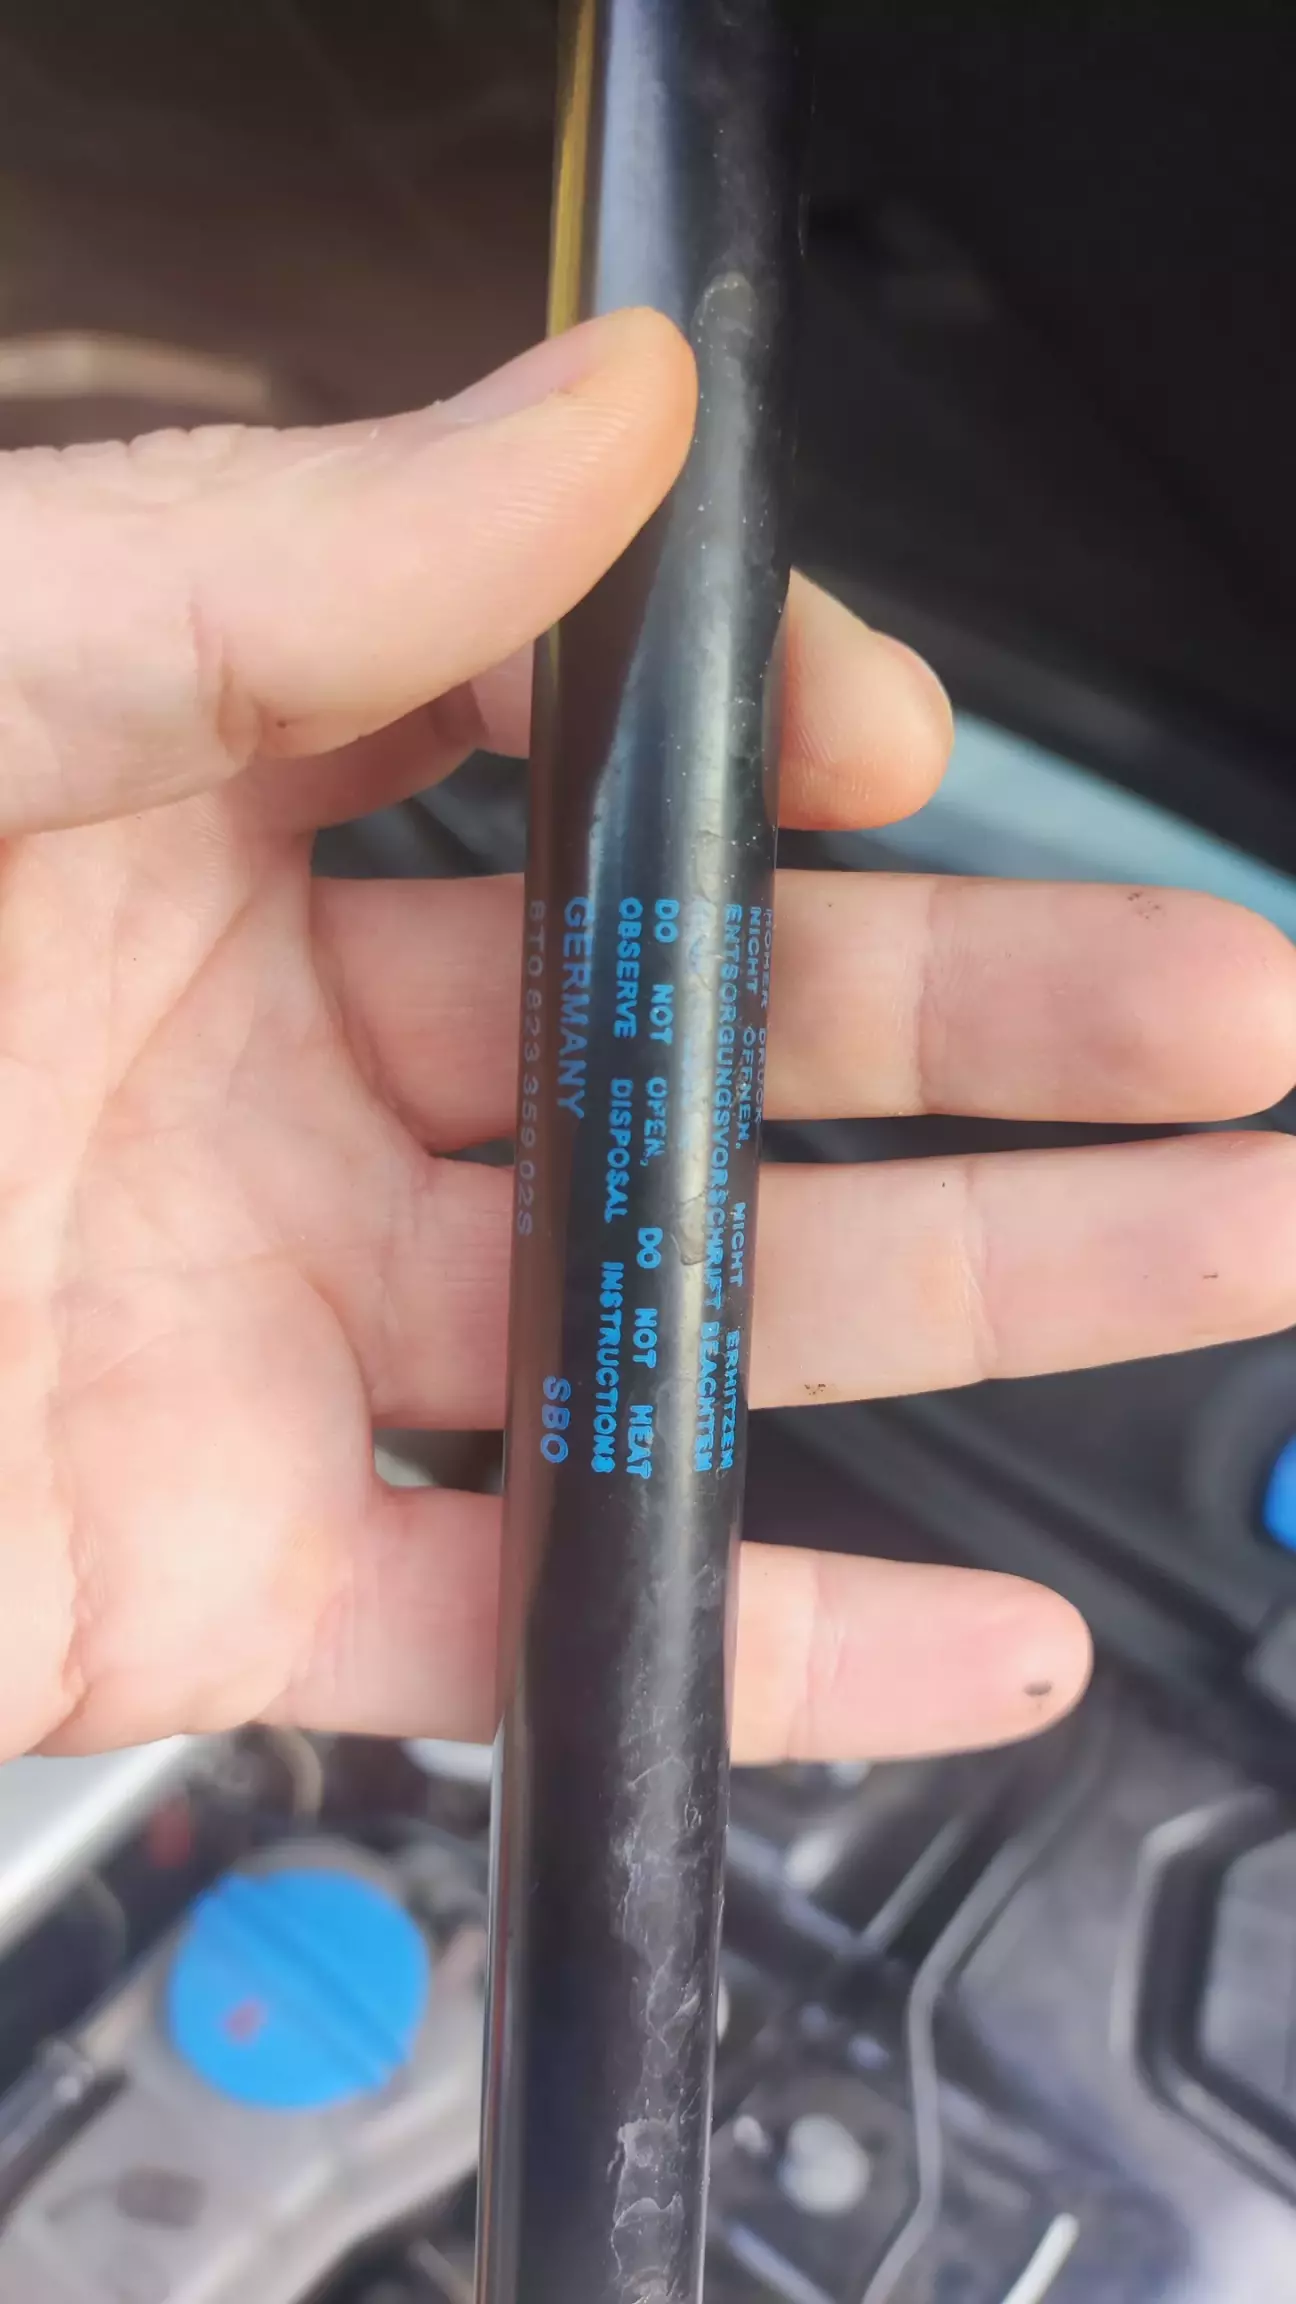 HOHER DRUCK
NICHT ÖFFNEN, NICHT ERHITZEN
ENTSORGUNGSVORSCHRIFT BEACHTEN
DO NOT OPEN, DO NOT HEAT
OBSERVE DISPOSAL INSTRUCTIONS
GERMANY SBO
8T0 823 359 02S